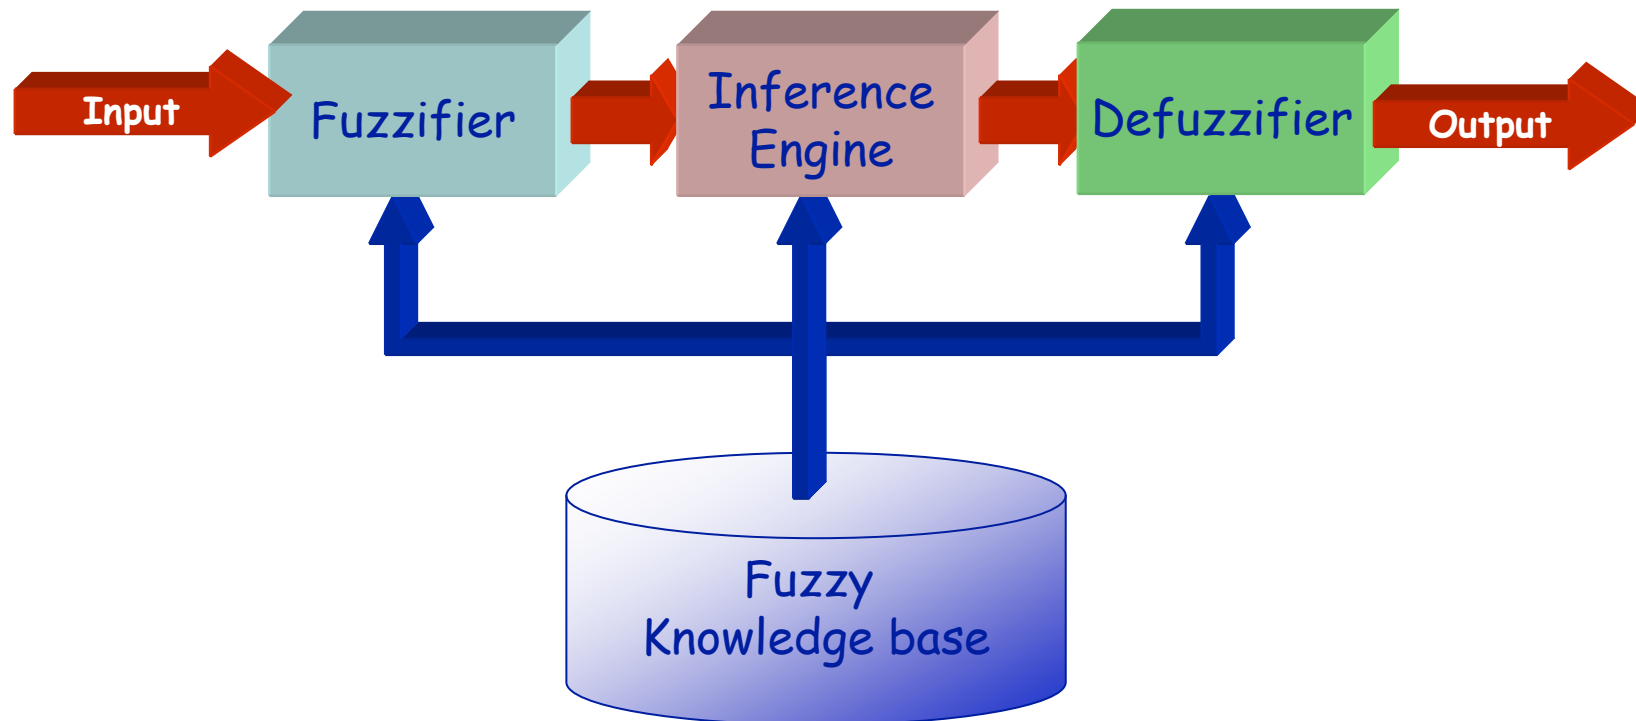 Input
Fuzzifier
Inference
Engine
Defuzzifier
Output
Fuzzy
Knowledge base